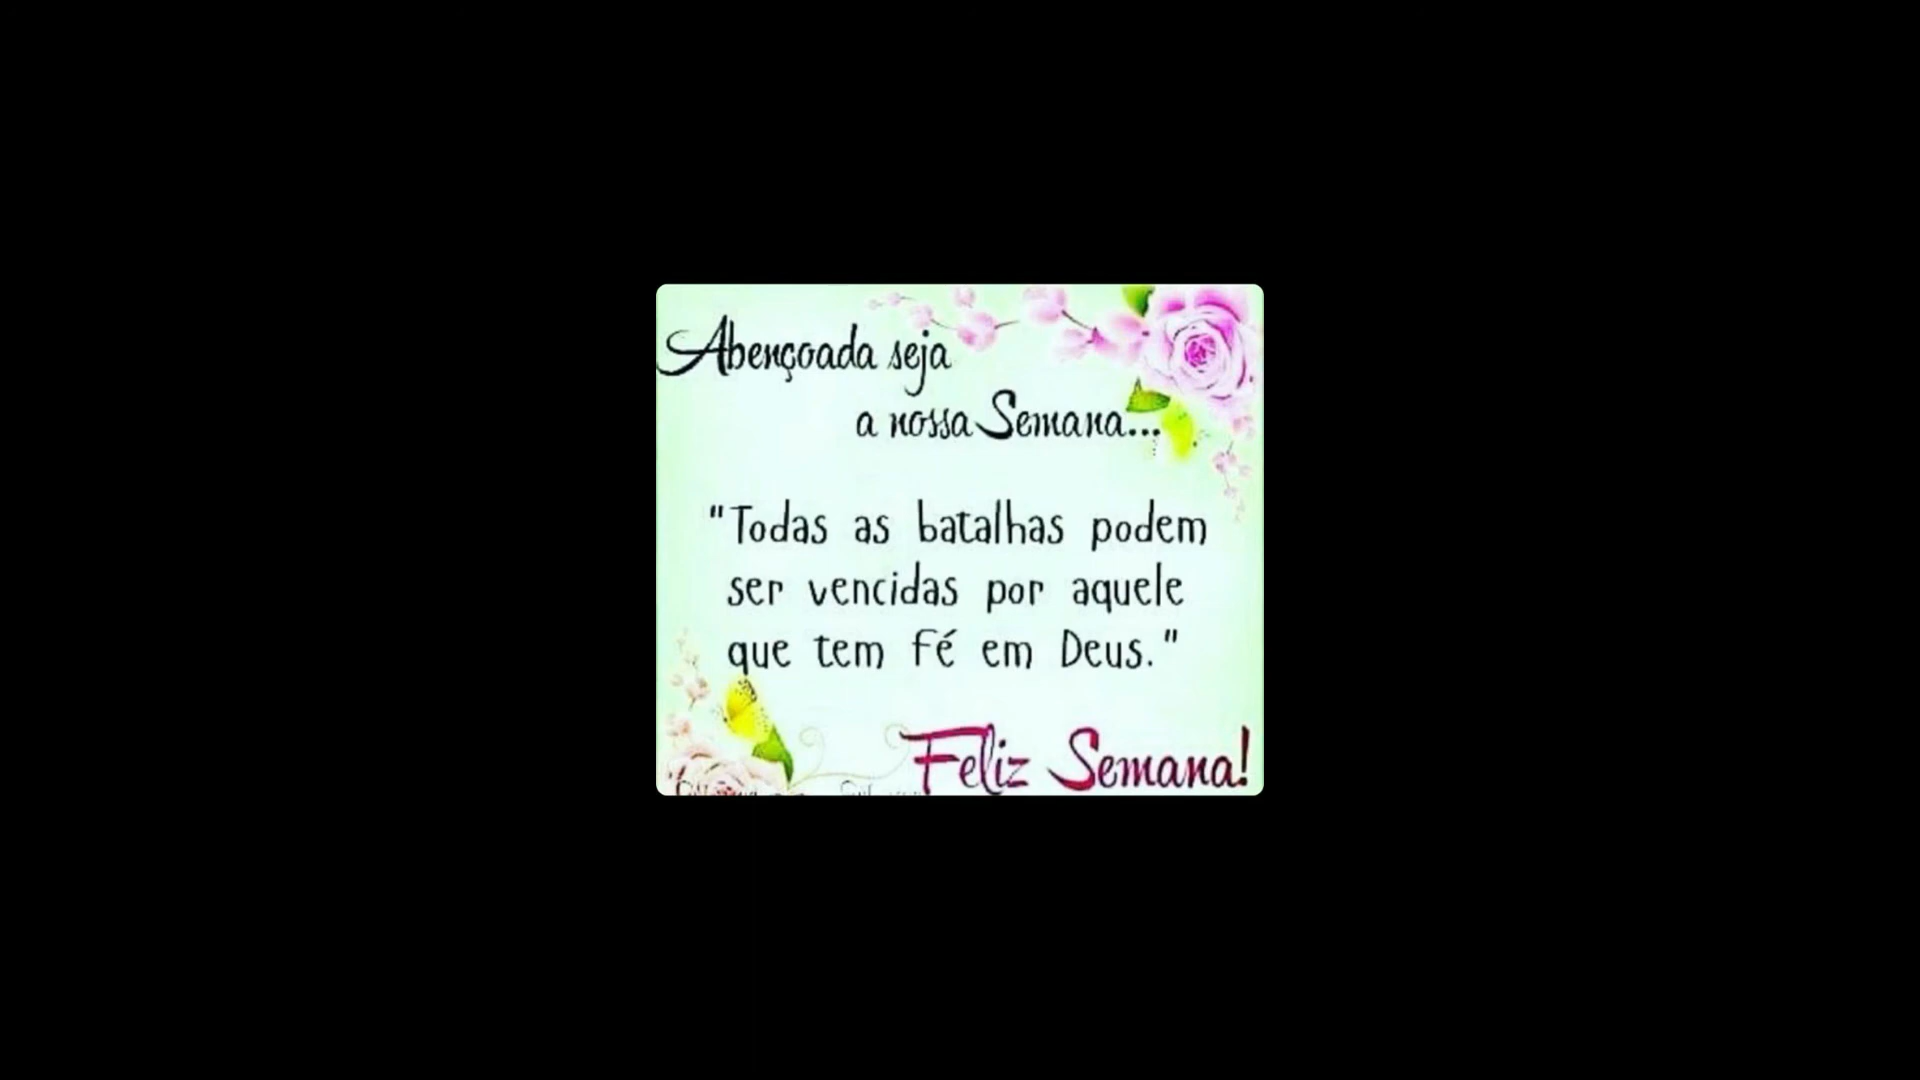 Abençoada seja
a nossa Semana...
"Todas as batalhas podem
ser vencidas por aquele
que tem fé em Deus."
Feliz Semana!